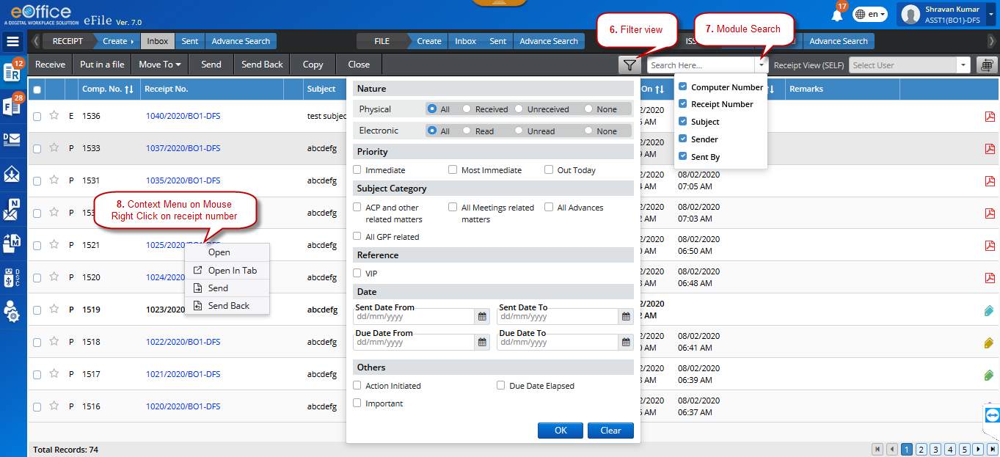 eOffice
A DIGITAL WORKPLACE SOLUTION
eFile Ver. 7.0
17
en
Shravan Kumar
ASST1(BO1)-DFS
RECEIPT Create Inbox Sent Advance Search
FILE Create Inbox Sent Advance Search
ISS
Advance Search
6. Filter view
7. Module Search
Receive Put in a file Move To Send Send Back Copy Close
Search Here...
Receipt View (SELF)
Select User
12
R
28
F
D
N
DSC
Comp. No. Receipt No. Subject On Remarks
E 1536 1040/2020/BO1-DFS test subjec
P 1533 1037/2020/BO1-DFS abcdefg
P 1531 1035/2020/BO1-DFS abcdefg
P 153 abcdefg
P 1521 1025/2020/BO1-DFS abcdefg
P 1520 1024/2020 abcdefg
P 1519 1023/2020 abcdefg
P 1518 1022/2020/BO1-DFS abcdefg
P 1517 1021/2020/BO1-DFS abcdefg
P 1516 1020/2020/BO1-DFS abcdefg
8. Context Menu on Mouse
Right Click on receipt number
Open
Open In Tab
Send
Send Back
Nature
Physical All Received Unreceived None
Electronic All Read Unread None
Priority
Immediate Most Immediate Out Today
Subject Category
ACP and other
related matters
All Meetings related
matters
All Advances
All GPF related
Reference
VIP
Date
Sent Date From Sent Date To
dd/mm/yyyy dd/mm/yyyy
Due Date From Due Date To
dd/mm/yyyy dd/mm/yyyy
Others
Action Initiated Due Date Elapsed
Important
OK Clear
Computer Number
Receipt Number
Subject
Sender
Sent By
2/2020
5 AM
2/2020
9 AM
2/2020 08/02/2020
4 AM 07:05 AM
2/2020 08/02/2020
2 AM 07:03 AM
2/2020 08/02/2020
0 AM 06:50 AM
2/2020 08/02/2020
3 AM 06:48 AM
2/2020
2 AM
2/2020 08/02/2020
AM 06:41 AM
2/2020 08/02/2020
AM 06:39 AM
2/2020 08/02/2020
AM 06:37 AM
Total Records: 74
1 2 3 4 5